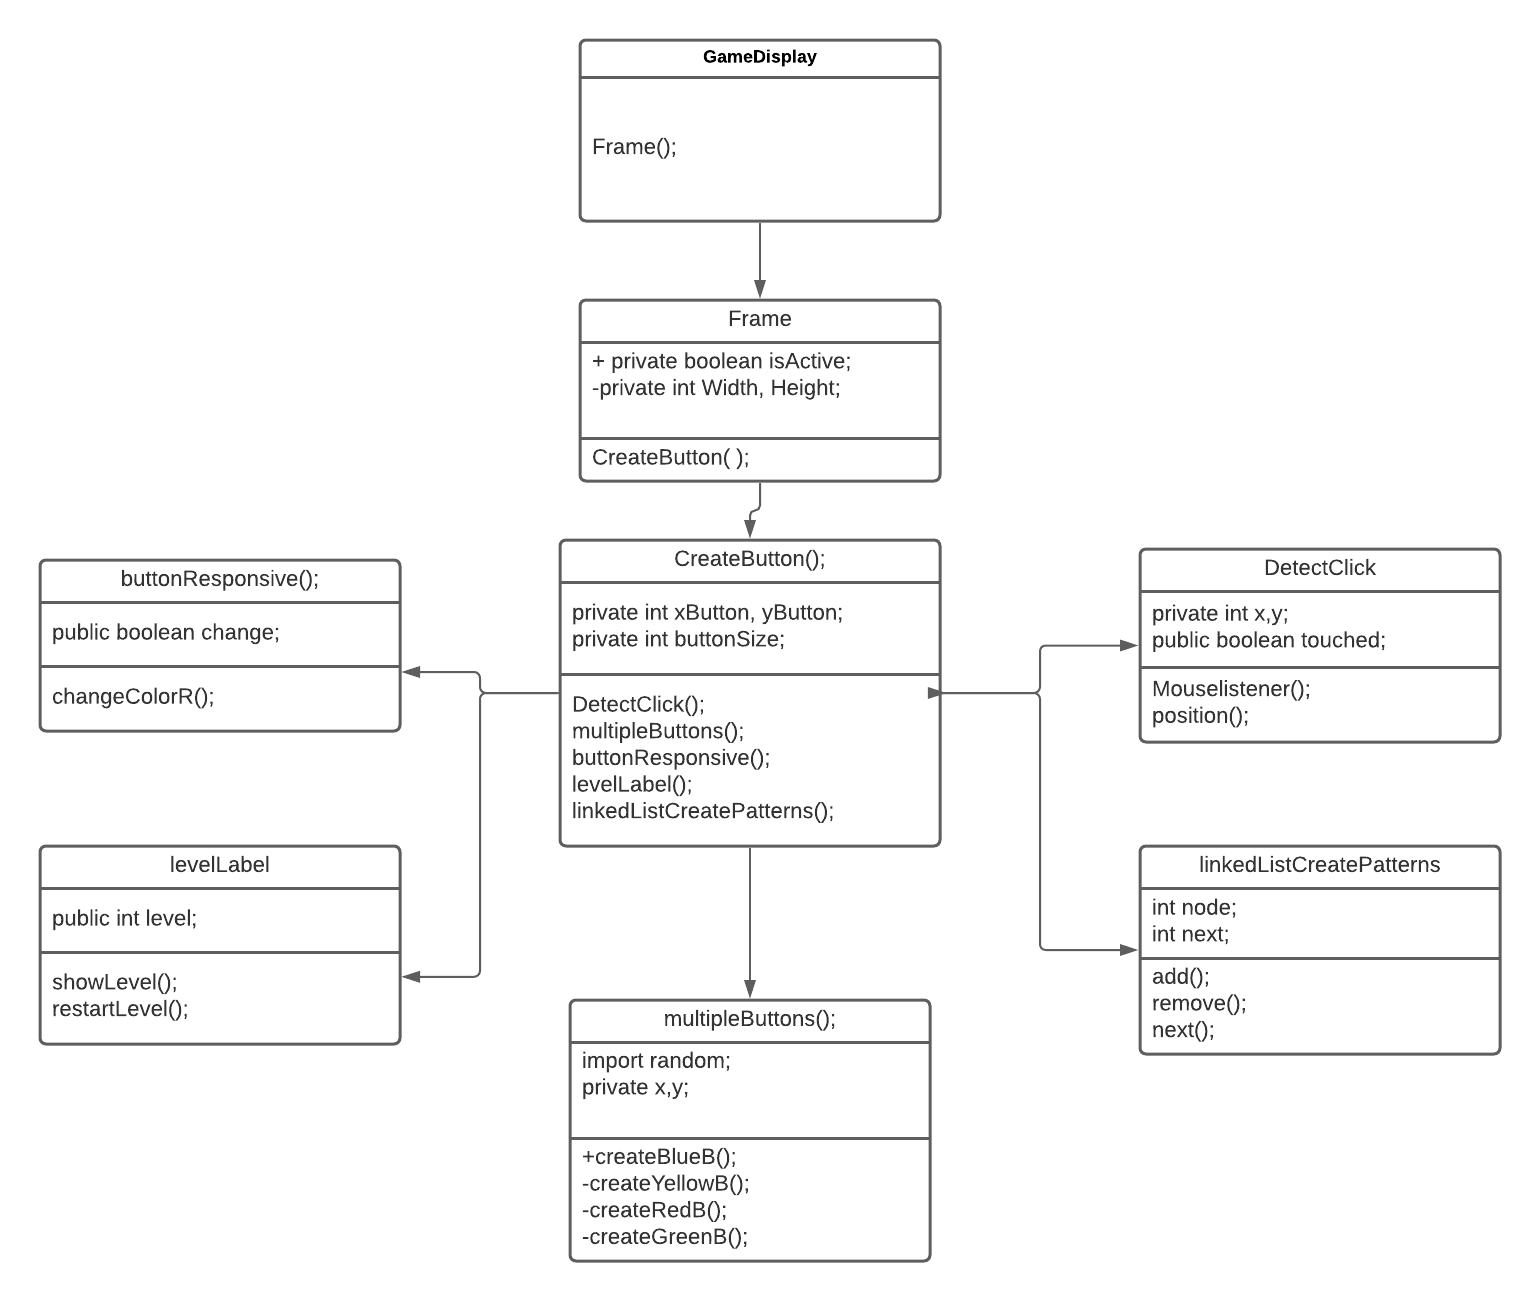 GameDisplay
Frame();
Frame
+ private boolean isActive;
-private int Width, Height;
CreateButton( );
CreateButton();
private int xButton, yButton;
private int buttonSize;
DetectClick();
multipleButtons();
buttonResponsive();
levelLabel();
linkedListCreatePatterns();
buttonResponsive();
public boolean change;
changeColorR();
DetectClick
private int x,y;
public boolean touched;
Mouselistener();
position();
levelLabel
public int level;
showLevel();
restartLevel();
linkedListCreatePatterns
int node;
int next;
add();
remove();
next();
multipleButtons();
import random;
private x,y;
+createBlueB();
-createYellowB();
-createRedB();
-createGreenB();